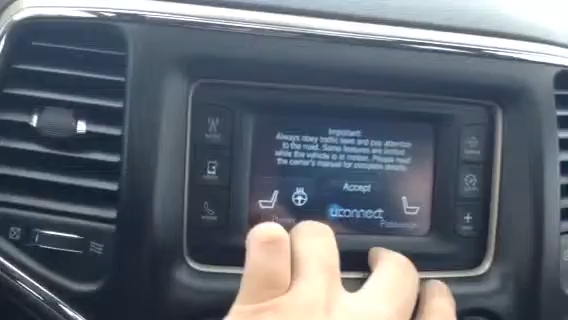 Important!
Always obey traffic laws and pay attention
to the road. Some features are limited
while the vehicle is in motion. Please read
the owner's manual for complete details.
Accept
uconnect